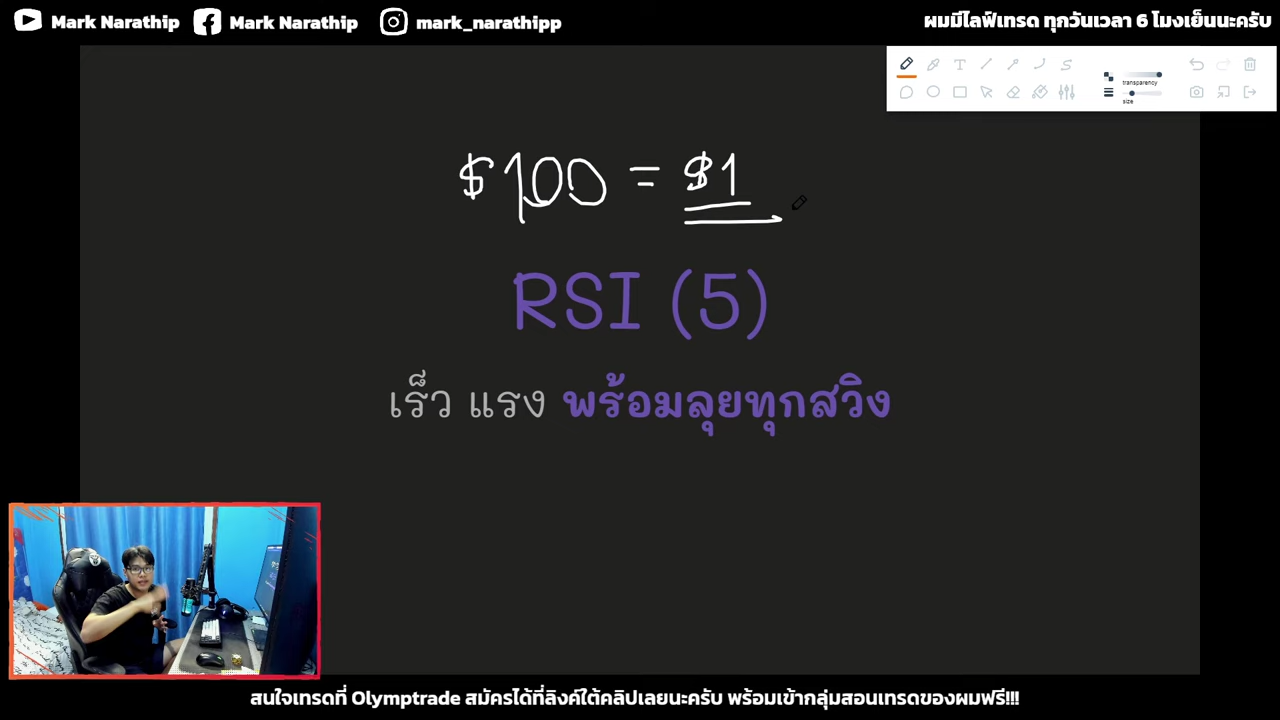 Mark Narathip Mark Narathip mark_narathipp ผมมีไลฟ์เทรด ทุกวันเวลา 6 โมงเย็นนะครับ
transparency
size
$100 = $1
RSI (5)
เร็ว แรง พร้อมลุยทุกสวิง
สนใจเทรดที่ Olymptrade สมัครได้ที่ลิงค์ใต้คลิปเลยนะครับ พร้อมเข้ากลุ่มสอนเทรดของผมฟรี!!!